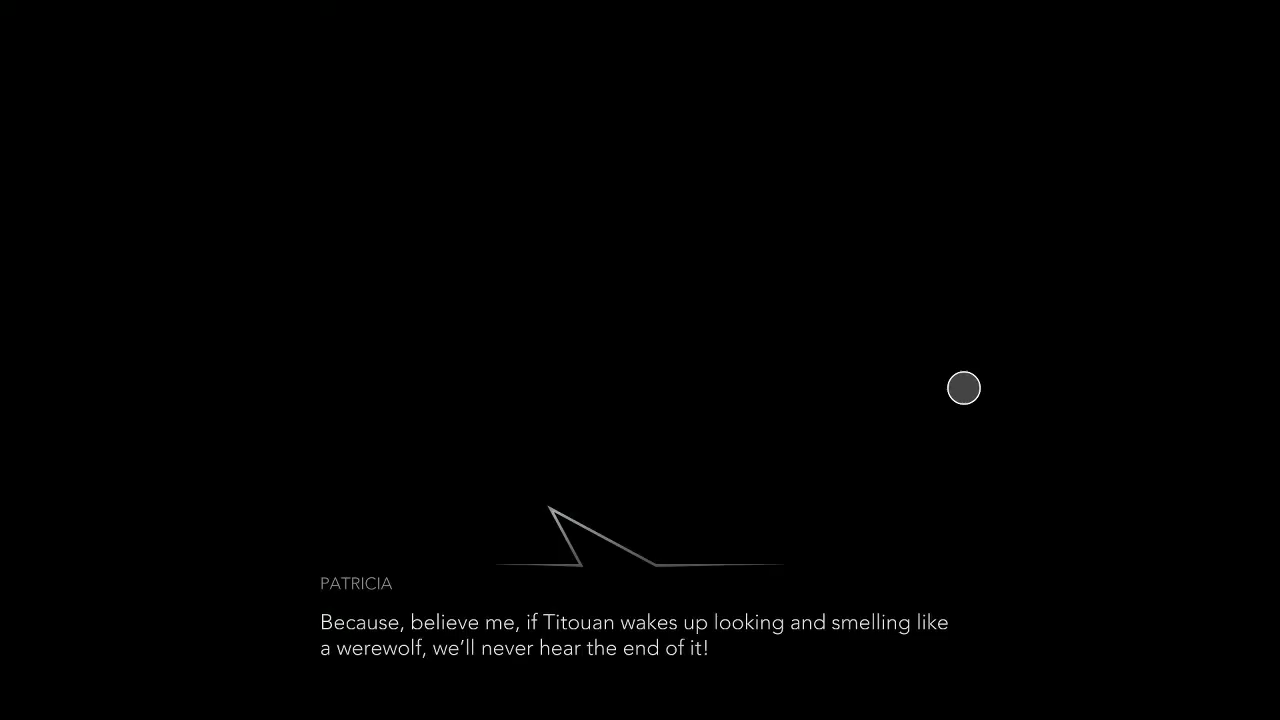 PATRICIA
Because, believe me, if Titouan wakes up looking and smelling like
a werewolf, we’ll never hear the end of it!